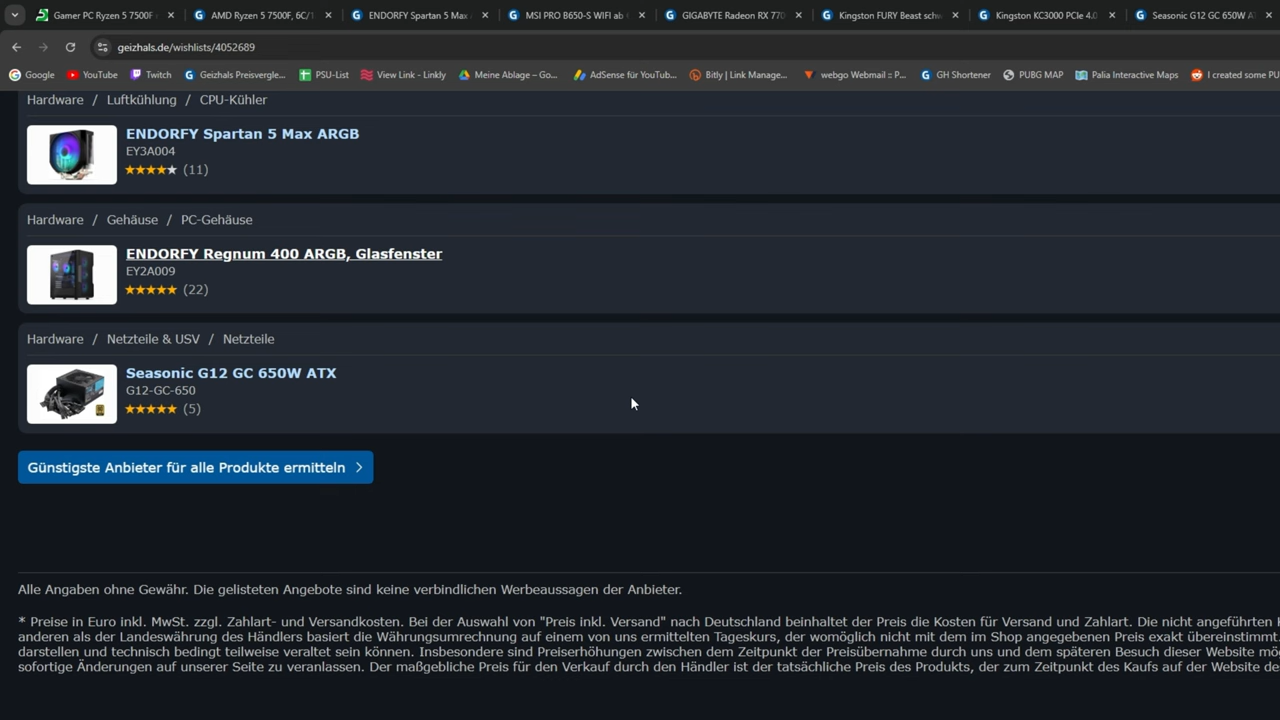 Gamer PC Ryzen 5 7500F
AMD Ryzen 5 7500F, 6C/1
ENDORFY Spartan 5 Max
MSI PRO B650-S WIFI ab
GIGABYTE Radeon RX 770
Kingston FURY Beast schw
Kingston KC3000 PCIe 4.0
Seasonic G12 GC 650W A
geizhals.de/wishlists/4052689
Google
YouTube
Twitch
Geizhals Preisvergle...
PSU-List
View Link - Linkly
Meine Ablage – Go...
AdSense für YouTub...
Bitly | Link Manage...
webgo Webmail :: P...
GH Shortener
PUBG MAP
Palia Interactive Maps
I created some PU
Hardware / Luftkühlung / CPU-Kühler
ENDORFY Spartan 5 Max ARGB
EY3A004
★★★★★ (11)
Hardware / Gehäuse / PC-Gehäuse
ENDORFY Regnum 400 ARGB, Glasfenster
EY2A009
★★★★★ (22)
Hardware / Netzteile & USV / Netzteile
Seasonic G12 GC 650W ATX
G12-GC-650
★★★★★ (5)
Günstigste Anbieter für alle Produkte ermitteln
Alle Angaben ohne Gewähr. Die gelisteten Angebote sind keine verbindlichen Werbeaussagen der Anbieter.
* Preise in Euro inkl. MwSt. zzgl. Zahlart- und Versandkosten. Bei der Auswahl von "Preis inkl. Versand" nach Deutschland beinhaltet der Preis die Kosten für Versand und Zahlart. Die nicht angeführten K
anderen als der Landeswährung des Händlers basiert die Währungsumrechnung auf einem von uns ermittelten Tageskurs, der womöglich nicht mit dem im Shop angegebenen Preis exakt übereinstimmt.
darstellen und technisch bedingt teilweise veraltet sein können. Insbesondere sind Preiserhöhungen zwischen dem Zeitpunkt der Preisübernahme durch uns und dem späteren Besuch dieser Website mö
sofortige Änderungen auf unserer Seite zu veranlassen. Der maßgebliche Preis für den Verkauf durch den Händler ist der tatsächliche Preis des Produkts, der zum Zeitpunkt des Kaufs auf der Website de